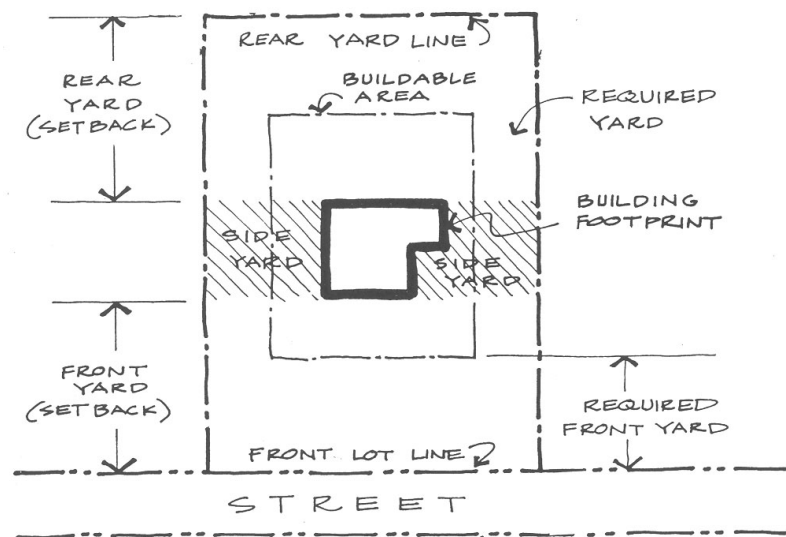 REAR YARD LINE
BUILDABLE
AREA
REAR
YARD
(SETBACK)
REQUIRED
YARD
BUILDING
FOOTPRINT
SIDE
YARD
SIDE
YARD
FRONT
YARD
(SETBACK)
REQUIRED
FRONT YARD
FRONT LOT LINE
STREET